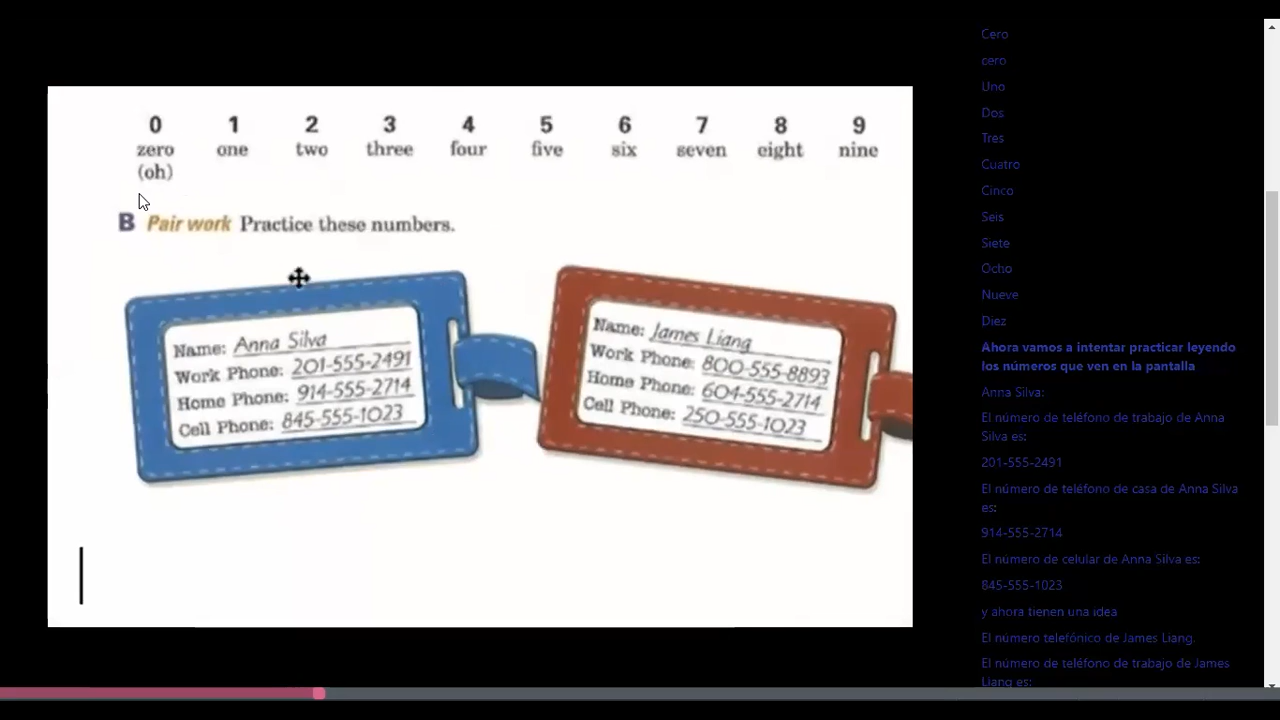 0 1 2 3 4 5 6 7 8 9
zero one two three four five six seven eight nine
(oh)
B Pair work Practice these numbers.
Name: Anna Silva
Work Phone: 201-555-2491
Home Phone: 914-555-2714
Cell Phone: 845-555-1023
Name: James Liang
Work Phone: 800-555-8893
Home Phone: 604-555-2714
Cell Phone: 250-555-1023
Cero
cero
Uno
Dos
Tres
Cuatro
Cinco
Seis
Siete
Ocho
Nueve
Diez
Ahora vamos a intentar practicar leyendo
los números que ven en la pantalla
Anna Silva:
El número de teléfono de trabajo de Anna
Silva es:
201-555-2491
El número de teléfono de casa de Anna Silva
es:
914-555-2714
El número de celular de Anna Silva es:
845-555-1023
y ahora tienen una idea
El número telefónico de James Liang.
El número de teléfono de trabajo de James
Liang es: